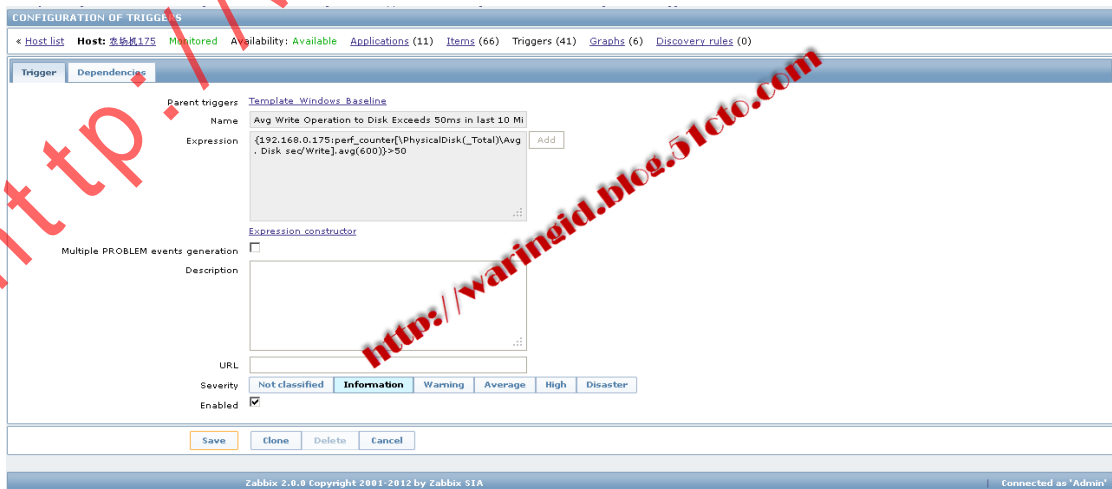 CONFIGURATION OF TRIGGERS
« Host list Host: 农场机175 Monitored Availability: Available Applications (11) Items (66) Triggers (41) Graphs (6) Discovery rules (0)
Trigger Dependencies
Parent triggers Template Windows Baseline
Name Avg Write Operation to Disk Exceeds 50ms in last 10 Mi
Expression {192.168.0.175:perf_counter[\PhysicalDisk(_Total)\Avg Add
. Disk sec/Write].avg(600)}>50
Expression constructor
Multiple PROBLEM events generation
Description
URL
Severity Not classified Information Warning Average High Disaster
Enabled
Save Clone Delete Cancel
Zabbix 2.0.0 Copyright 2001-2012 by Zabbix SIA | Connected as 'Admin'
http://waringid.blog.51cto.com
http:/